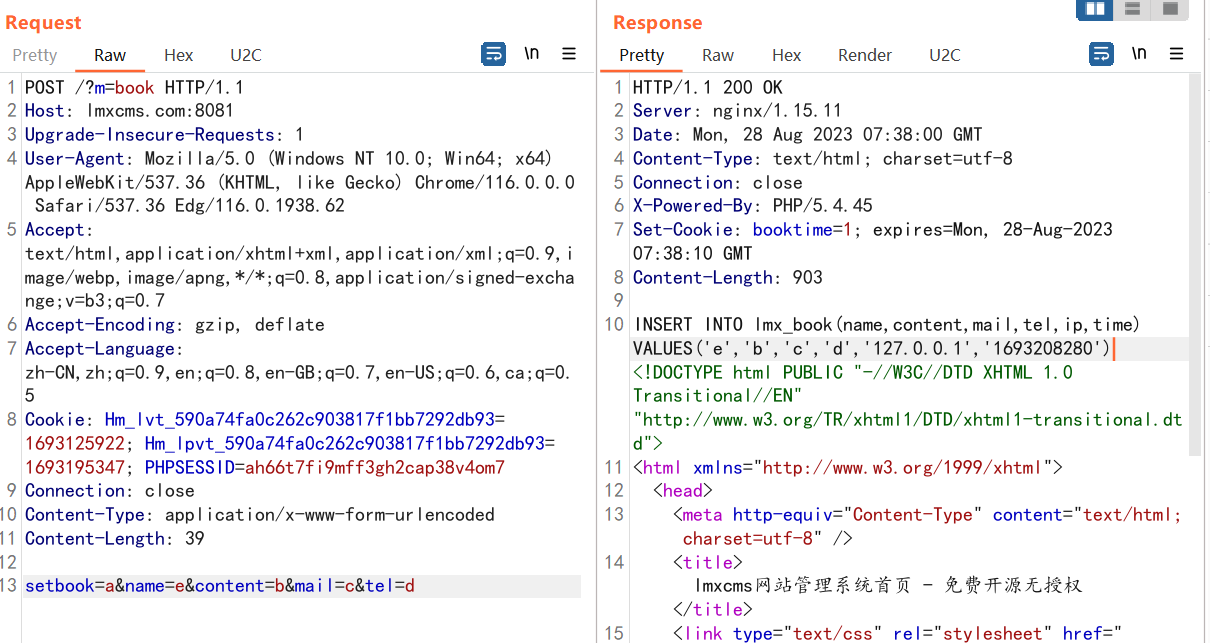 Request
Pretty Raw Hex U2C \n
1 POST /?m=book HTTP/1.1
2 Host: lmxcms.com:8081
3 Upgrade-Insecure-Requests: 1
4 User-Agent: Mozilla/5.0 (Windows NT 10.0; Win64; x64)
AppleWebKit/537.36 (KHTML, like Gecko) Chrome/116.0.0.0
Safari/537.36 Edg/116.0.1938.62
5 Accept:
text/html,application/xhtml+xml,application/xml;q=0.9,i
mage/webp,image/apng,*/*;q=0.8,application/signed-excha
nge;v=b3;q=0.7
6 Accept-Encoding: gzip, deflate
7 Accept-Language:
zh-CN,zh;q=0.9,en;q=0.8,en-GB;q=0.7,en-US;q=0.6,ca;q=0.
5
8 Cookie: Hm_lvt_590a74fa0c262c903817f1bb7292db93=
1693125922; Hm_lpvt_590a74fa0c262c903817f1bb7292db93=
1693195347; PHPSESSID=ah66t7fi9mff3gh2cap38v4om7
9 Connection: close
10 Content-Type: application/x-www-form-urlencoded
11 Content-Length: 39
12
13 setbook=a&name=e&content=b&mail=c&tel=d
Response
Pretty Raw Hex Render U2C \n
1 HTTP/1.1 200 OK
2 Server: nginx/1.15.11
3 Date: Mon, 28 Aug 2023 07:38:00 GMT
4 Content-Type: text/html; charset=utf-8
5 Connection: close
6 X-Powered-By: PHP/5.4.45
7 Set-Cookie: booktime=1; expires=Mon, 28-Aug-2023
07:38:10 GMT
8 Content-Length: 903
9
10 INSERT INTO lmx_book(name,content,mail,tel,ip,time)
VALUES('e','b','c','d','127.0.0.1','1693208280')
<!DOCTYPE html PUBLIC "-//W3C//DTD XHTML 1.0
Transitional//EN"
"http://www.w3.org/TR/xhtml1/DTD/xhtml1-transitional.dt
d">
11 <html xmlns="http://www.w3.org/1999/xhtml">
12 <head>
13 <meta http-equiv="Content-Type" content="text/html;
charset=utf-8" />
14 <title>
lmxcms网站管理系统首页 - 免费开源无授权
</title>
15 <link type="text/css" rel="stylesheet" href="